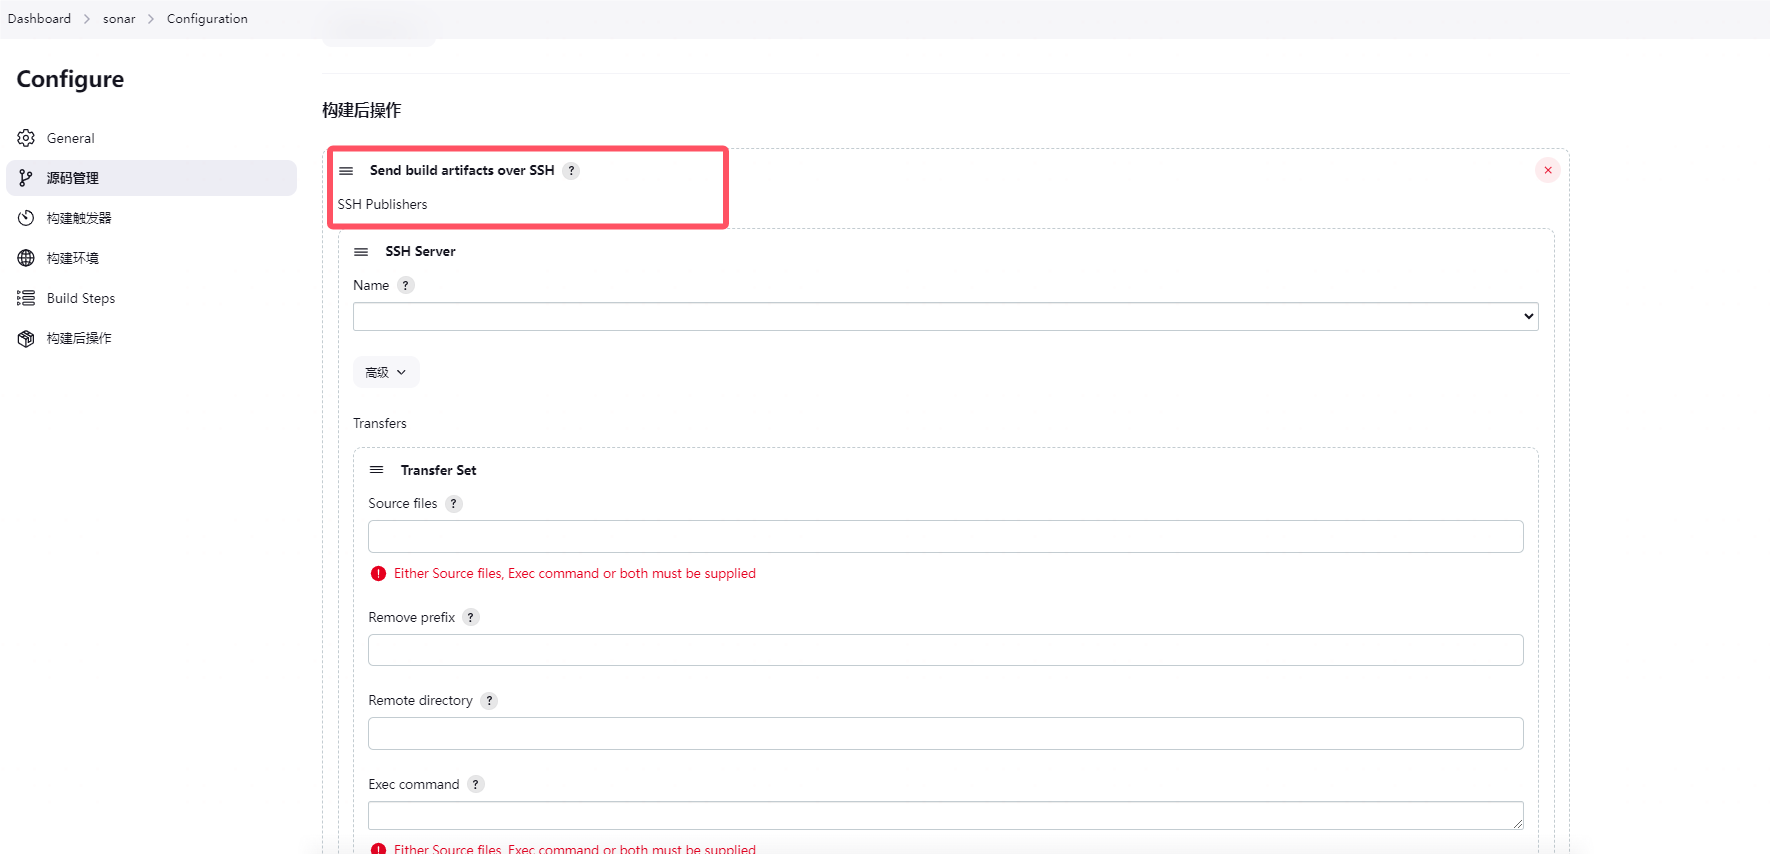 Dashboard > sonar > Configuration
Configure
General
源码管理
构建触发器
构建环境
Build Steps
构建后操作
构建后操作
Send build artifacts over SSH ?
SSH Publishers
SSH Server
Name ?
高级
Transfers
Transfer Set
Source files ?
Either Source files, Exec command or both must be supplied
Remove prefix ?
Remote directory ?
Exec command ?
Either Source files, Exec command or both must be supplied